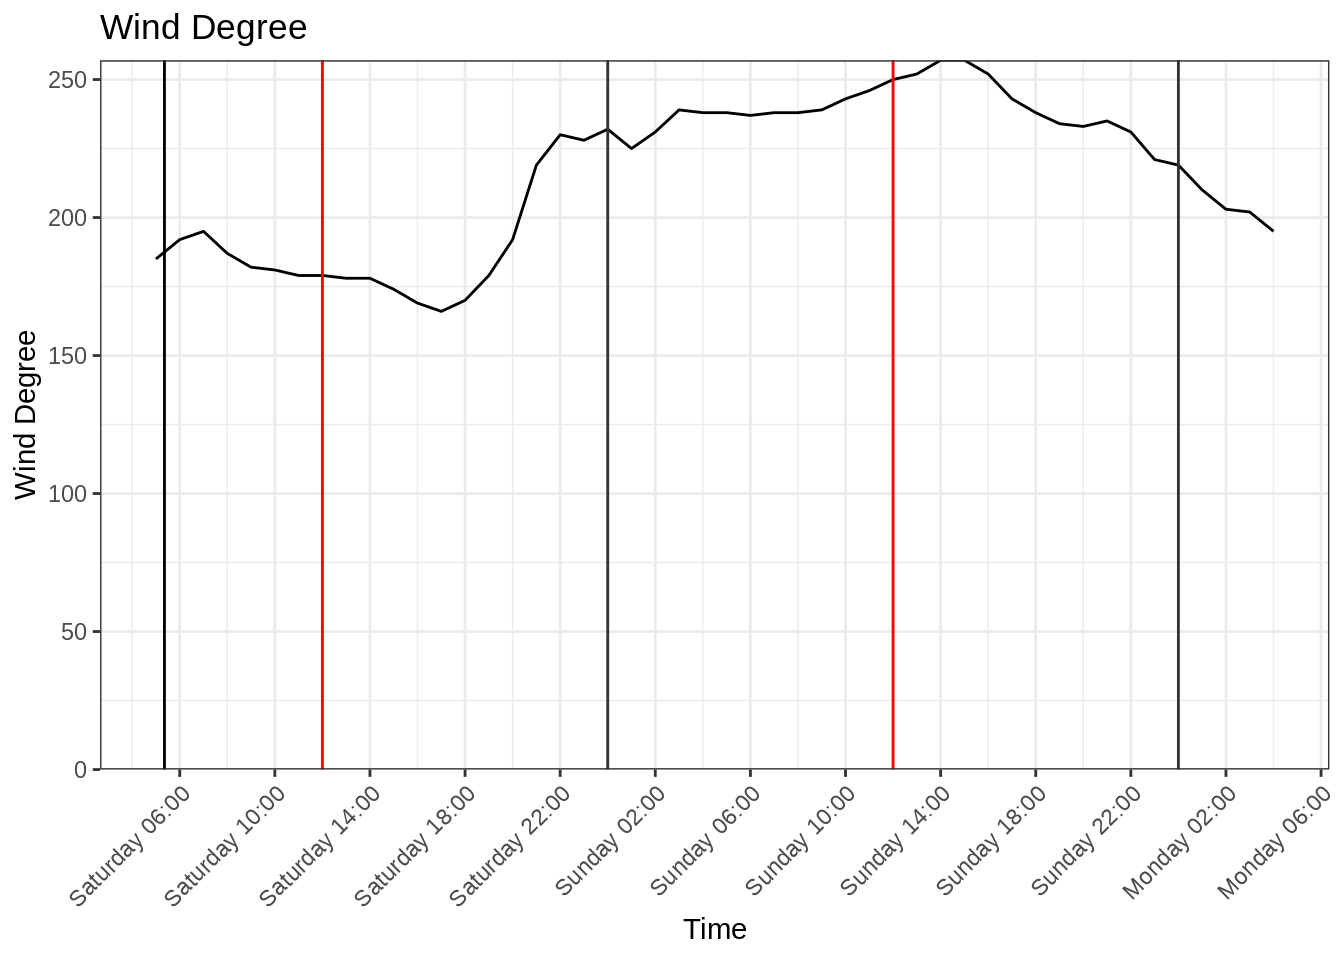 Wind Degree
Wind Degree
250
200
150
100
50
0
Saturday 06:00
Saturday 10:00
Saturday 14:00
Saturday 18:00
Saturday 22:00
Sunday 02:00
Sunday 06:00
Sunday 10:00
Sunday 14:00
Sunday 18:00
Sunday 22:00
Monday 02:00
Monday 06:00
Time